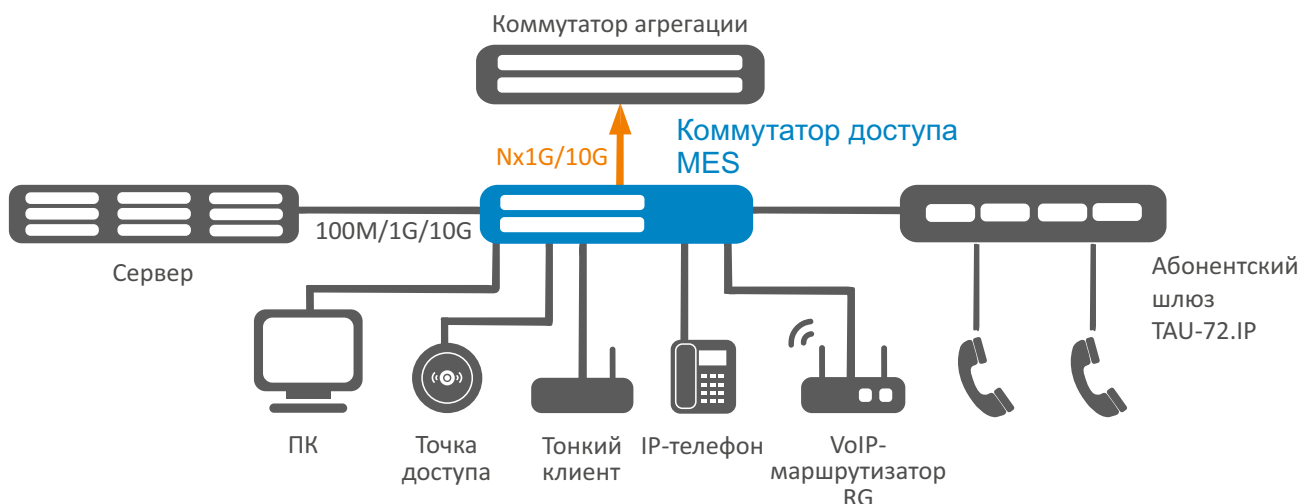 Коммутатор агрегации
Nx1G/10G
Коммутатор доступа
MES
100M/1G/10G
Сервер
Абонентский
шлюз
TAU-72.IP
ПК
Точка
доступа
Тонкий
клиент
IP-телефон
VoIP-
маршрутизатор
RG